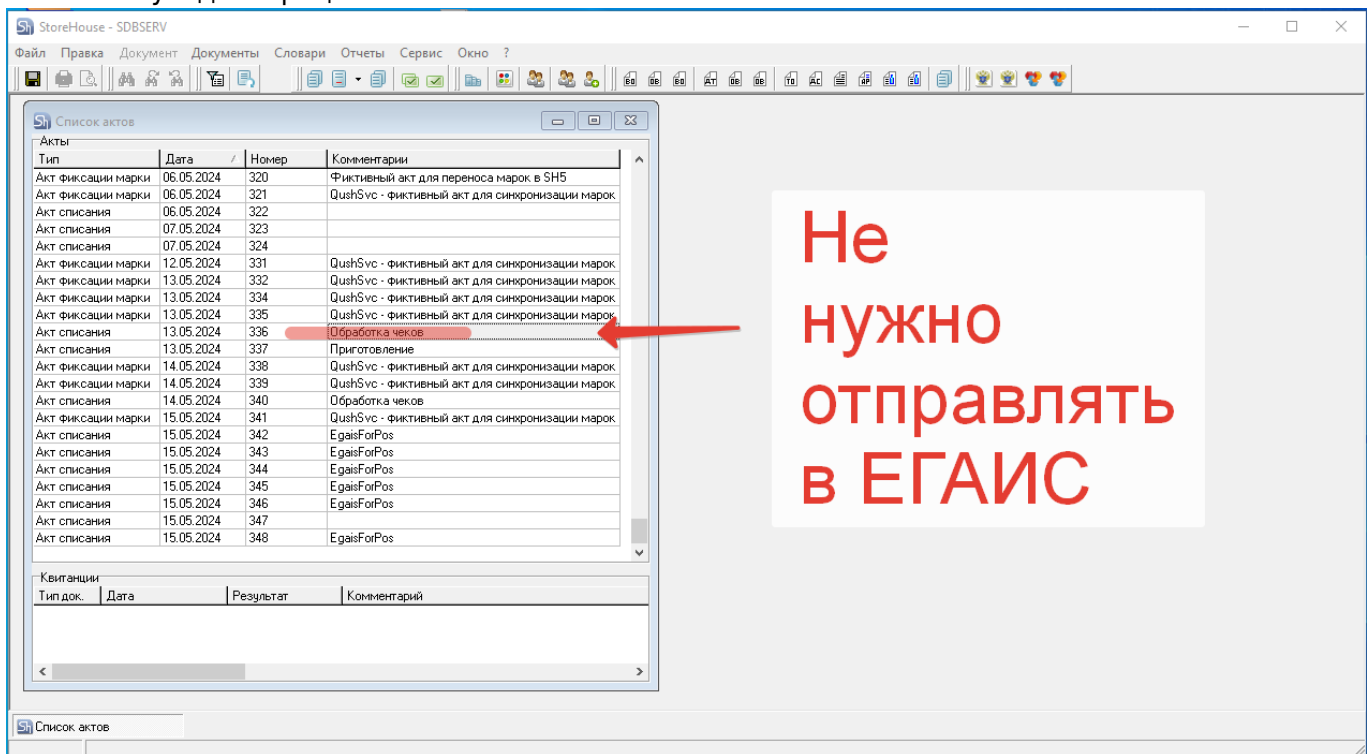 StoreHouse - SDBSERV
Файл Правка Документ Документы Словари Отчеты Сервис Окно ?
Список актов
Акты
Тип Дата Номер Комментарии
Акт фиксации марки 06.05.2024 320 Фиктивный акт для переноса марок в SH5
Акт фиксации марки 06.05.2024 321 QushSvc - фиктивный акт для синхронизации марок
Акт списания 06.05.2024 322
Акт списания 07.05.2024 323
Акт списания 07.05.2024 324
Акт фиксации марки 12.05.2024 331 QushSvc - фиктивный акт для синхронизации марок
Акт фиксации марки 13.05.2024 332 QushSvc - фиктивный акт для синхронизации марок
Акт фиксации марки 13.05.2024 334 QushSvc - фиктивный акт для синхронизации марок
Акт фиксации марки 13.05.2024 335 QushSvc - фиктивный акт для синхронизации марок
Акт списания 13.05.2024 336 Обработка чеков
Акт списания 13.05.2024 337 Приготовление
Акт фиксации марки 14.05.2024 338 QushSvc - фиктивный акт для синхронизации марок
Акт фиксации марки 14.05.2024 339 QushSvc - фиктивный акт для синхронизации марок
Акт списания 14.05.2024 340 Обработка чеков
Акт фиксации марки 15.05.2024 341 QushSvc - фиктивный акт для синхронизации марок
Акт списания 15.05.2024 342 EgaisForPos
Акт списания 15.05.2024 343 EgaisForPos
Акт списания 15.05.2024 344 EgaisForPos
Акт списания 15.05.2024 345 EgaisForPos
Акт списания 15.05.2024 346 EgaisForPos
Акт списания 15.05.2024 347
Акт списания 15.05.2024 348 EgaisForPos
Квитанции
Тип док. Дата Результат Комментарий
Не
нужно
отправлять
в ЕГАИС
Список актов